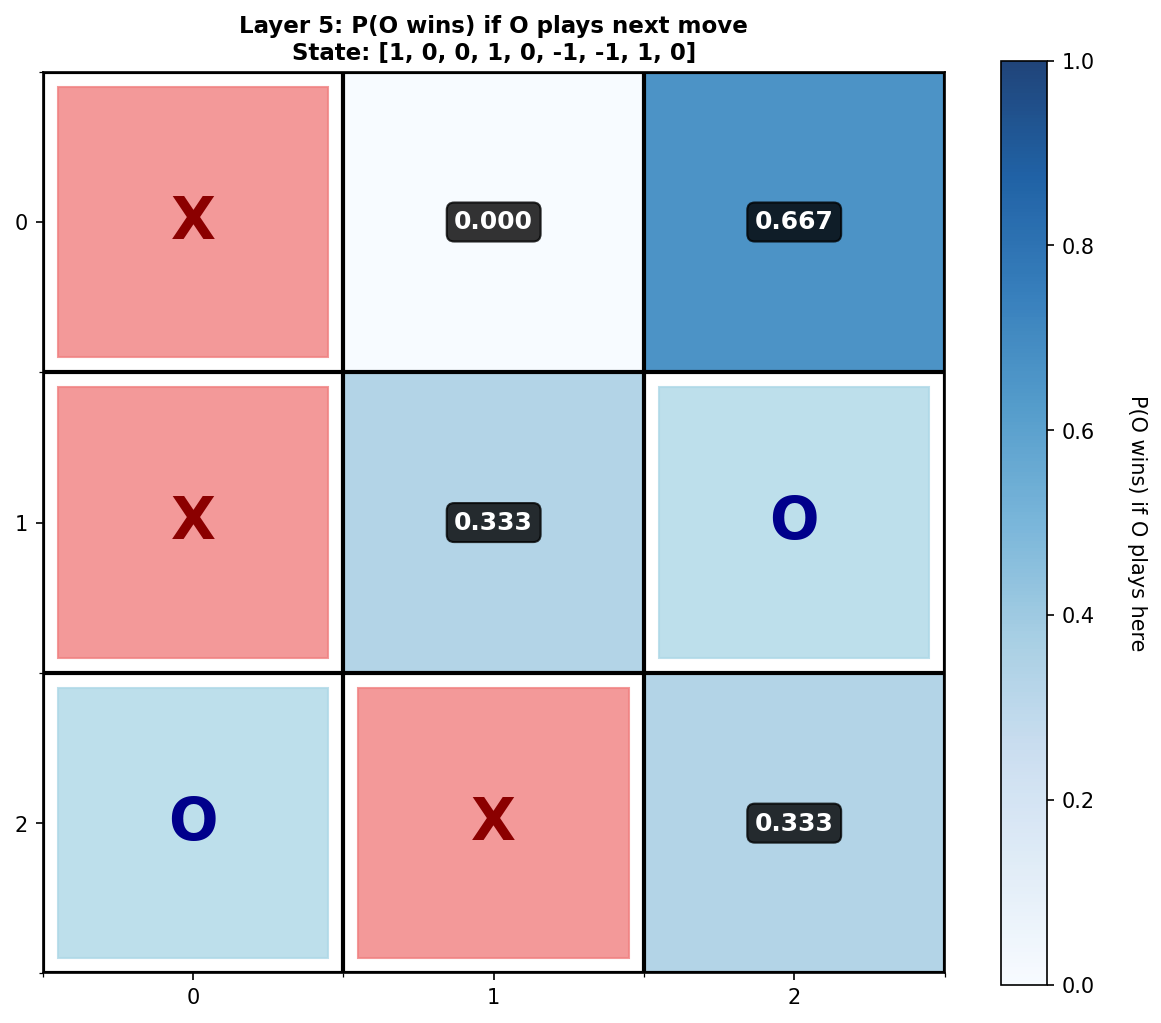 Layer 5: P(O wins) if O plays next move
State: [1, 0, 0, 1, 0, -1, -1, 1, 0]
0
X
0.000
0.667
1
X
0.333
O
2
O
X
0.333
0
1
2
1.0
0.8
0.6
0.4
0.2
0.0
P(O wins) if O plays here